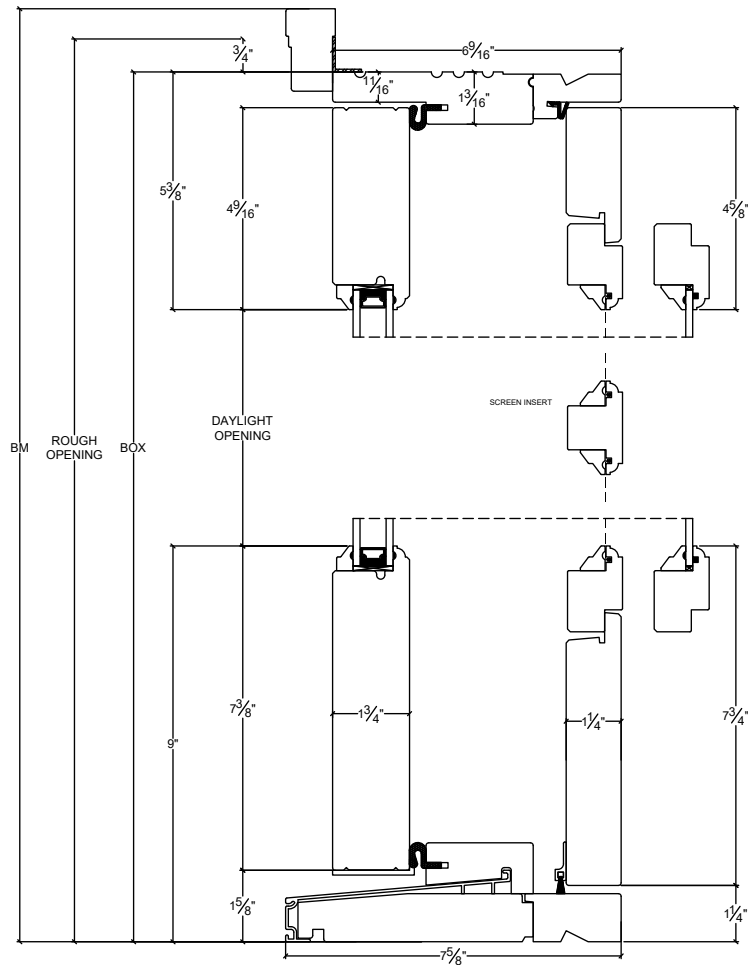 3/4"
6 9/16"
11/16"
1 3/16"
5 3/8"
4 9/16"
4 5/8"
SCREEN INSERT
BM
ROUGH
OPENING
BOX
DAYLIGHT
OPENING
9"
7 3/8"
1 3/4"
1 1/4"
7 3/4"
1 5/8"
1 1/4"
7 5/8"